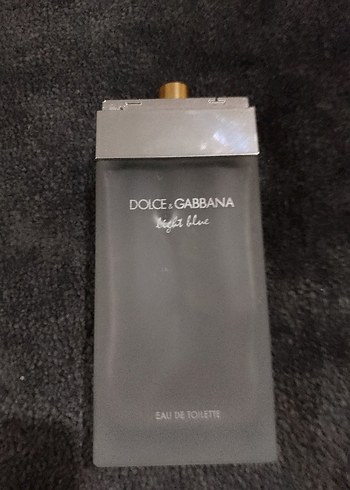 DOLCE & GABBANA
light blue
EAU DE TOILETTE